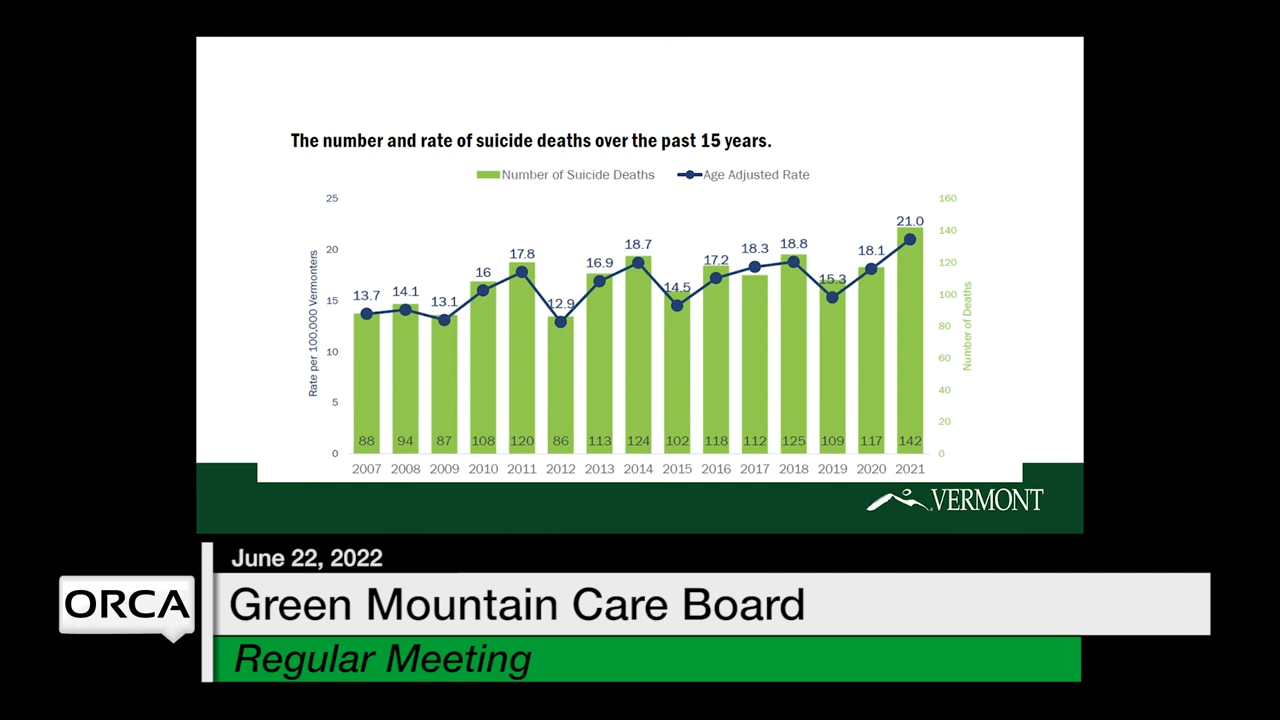 The number and rate of suicide deaths over the past 15 years.
Number of Suicide Deaths Age Adjusted Rate
Rate per 100,000 Vermonters
25
20
15
10
5
0
13.7 14.1 13.1 16 17.8 12.9 16.9 18.7 14.5 17.2 18.3 18.8 15.3 18.1 21.0
88 94 87 108 120 86 113 124 102 118 112 125 109 117 142
2007 2008 2009 2010 2011 2012 2013 2014 2015 2016 2017 2018 2019 2020 2021
160
140
120
100
80
60
40
20
0
Number of Deaths
VERMONT
June 22, 2022
ORCA
Green Mountain Care Board
Regular Meeting